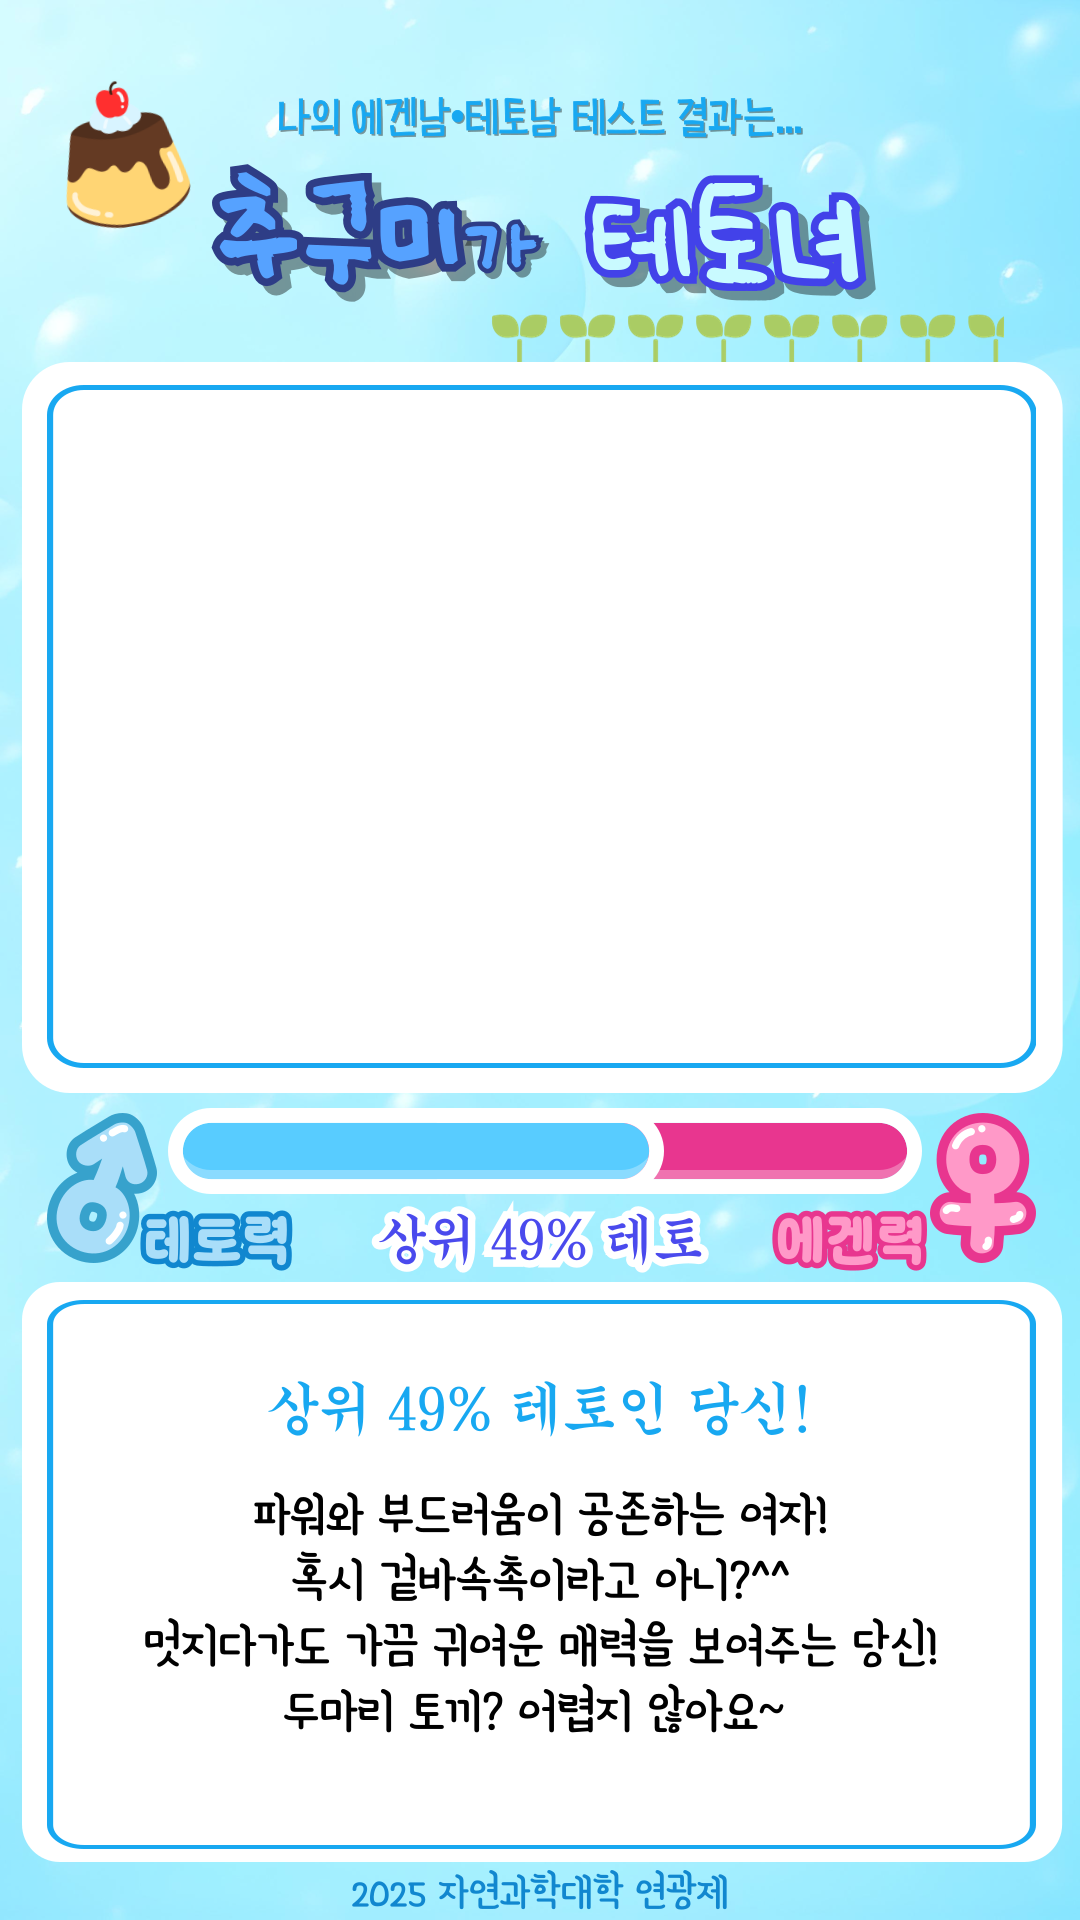 나의 에겐남•테토남 테스트 결과는...
추구미가 테토녀
테토력 상위 49% 테토 에겐력
상위 49% 테토인 당신!
파워와 부드러움이 공존하는 여자!
혹시 겉바속촉이라고 아니?^^
멋지다가도 가끔 귀여운 매력을 보여주는 당신!
두마리 토끼? 어렵지 않아요~
2025 자연과학대학 연광제